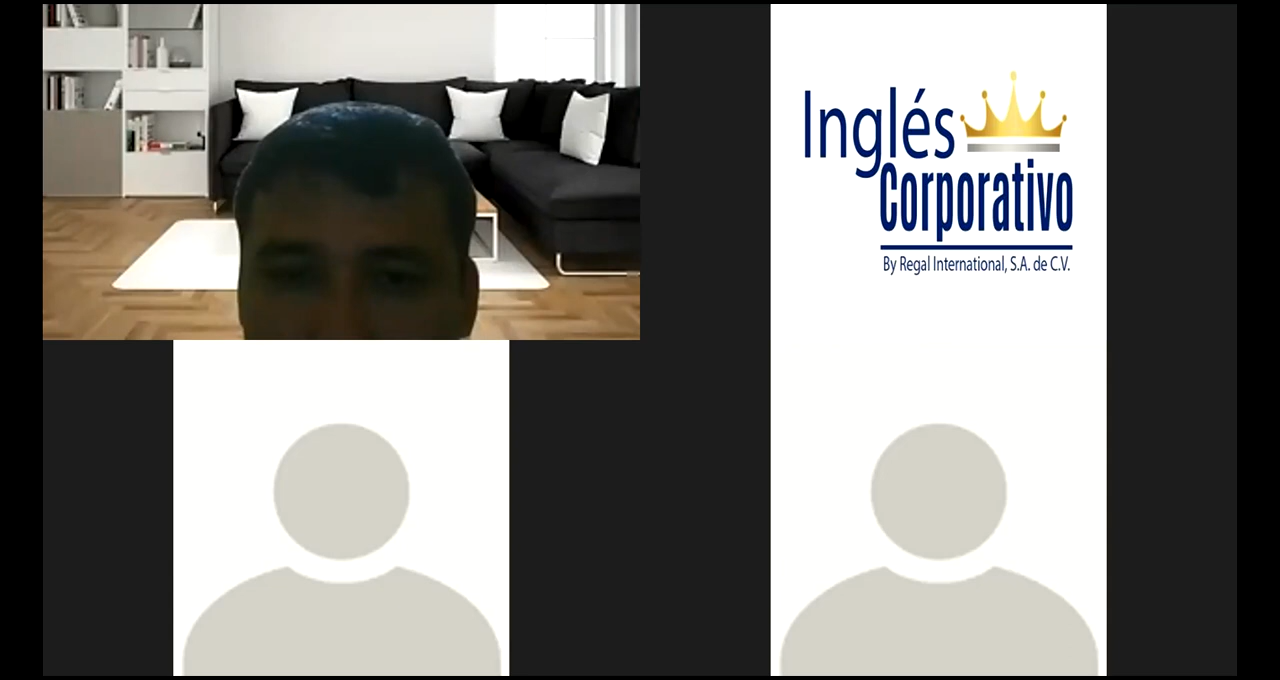 Inglés
Corporativo
By Regal International, S.A. de C.V.